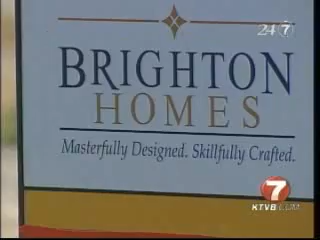 24/7
BRIGHTON
HOMES
Masterfully Designed. Skillfully Crafted.
7
KTVB.COM